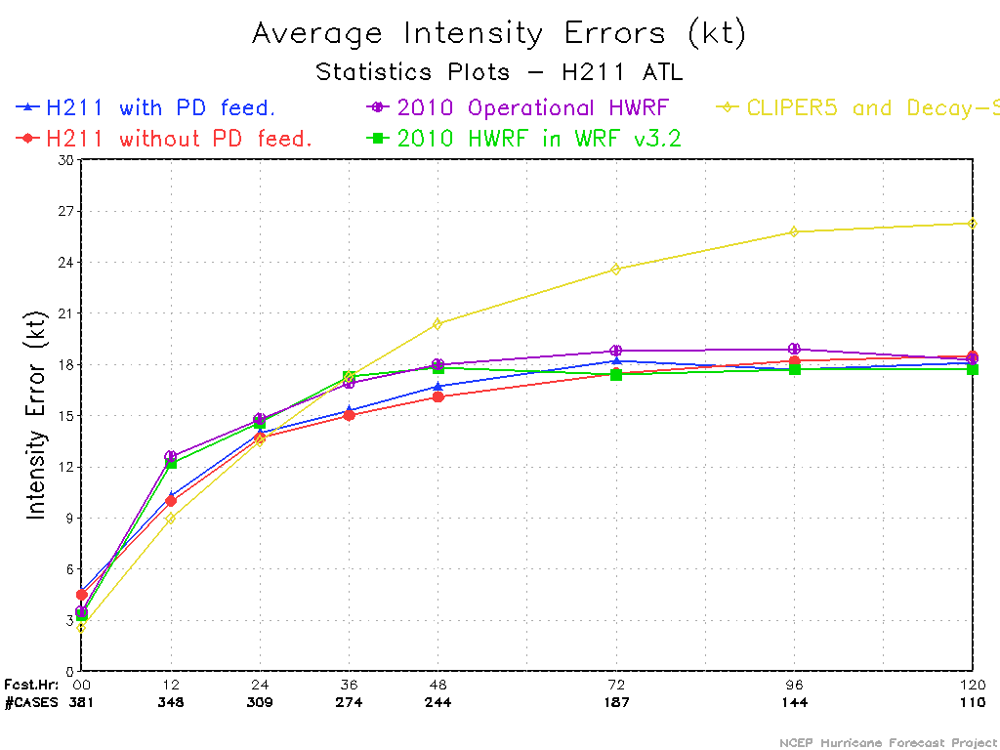 Average Intensity Errors (kt)
Statistics Plots – H211 ATL
H211 with PD feed.
2010 Operational HWRF
CLIPER5 and Decay–S
H211 without PD feed.
2010 HWRF in WRF v3.2
30
27
24
21
18
15
12
9
6
3
0
Intensity Error (kt)
Fcst.Hr: 00 12 24 36 48 72 96 120
#CASES 381 348 309 274 244 187 144 110
NCEP Hurricane Forecast Project